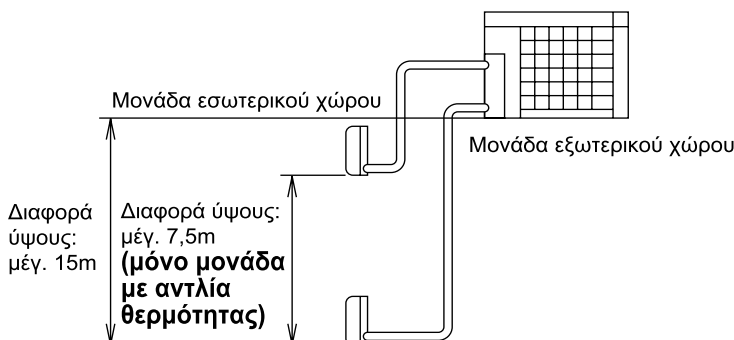 Μονάδα εσωτερικού χώρου
Μονάδα εξωτερικού χώρου
Διαφορά
ύψους:
μέγ. 15m
Διαφορά ύψους:
μέγ. 7,5m
(μόνο μονάδα
με αντλία
θερμότητας)